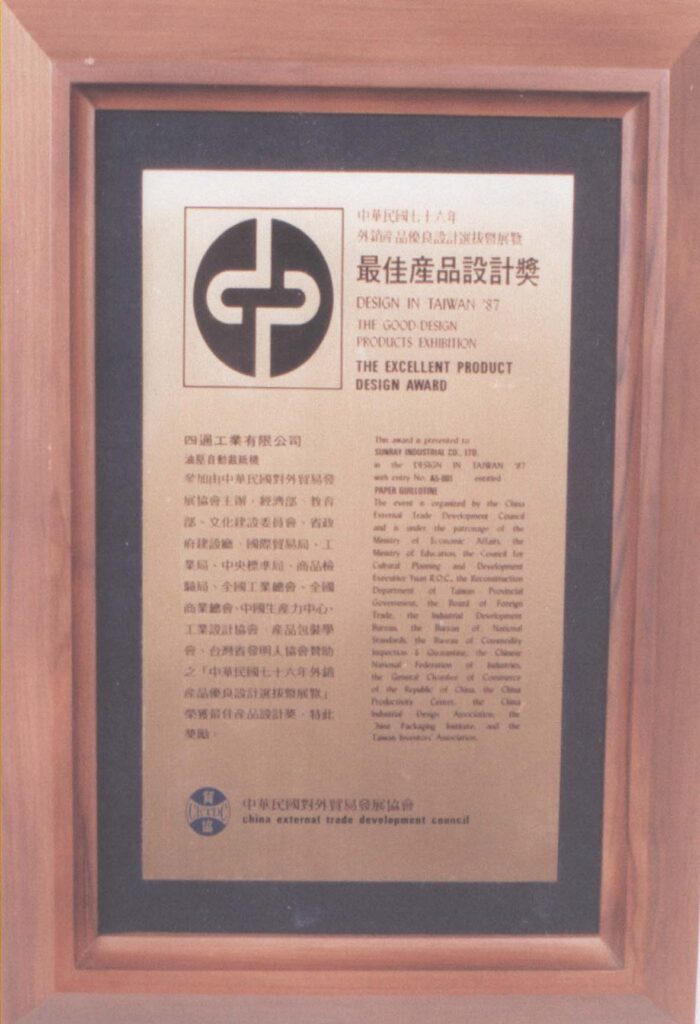 中華民國七十六年
外銷產品優良設計選拔暨展覽
最佳產品設計獎
DESIGN IN TAIWAN '87
THE GOOD DESIGN
PRODUCTS EXHIBITION
THE EXCELLENT PRODUCT
DESIGN AWARD
四通工業有限公司
油壓自動裁紙機
參加由中華民國對外貿易發
展協會主辦，經濟部、教育
部、文化建設委員會、省政
府建設廳、國際貿易局、工
業局、中央標準局、商品檢
驗局、全國工業總會、全國
商業總會、中國生產力中心、
工業設計協會、產品包裝學
會、台灣省發明人協會贊助
之「中華民國七十六年外銷
產品優良設計選拔暨展覽」
榮獲最佳產品設計獎，特此
獎勵。
This award is presented to
SUNRAY INDUSTRIAL CO., LTD.
in the DESIGN IN TAIWAN '87
with entry No. A5-001 entitled
PAPER GUILLOTINE
The event is organized by the China
External Trade Development Council
and is under the patronage of the
Ministry of Economic Affairs, the
Ministry of Education, the Council for
Cultural Planning and Development
Executive Yuan R.O.C., the Reconstruction
Department of Taiwan Provincial
Government, the Board of Foreign
Trade, the Industrial Development
Bureau, the Bureau of National
Standards, the Bureau of Commodity
Inspection & Quarantine, the Chinese
National Federation of Industries,
the General Chamber of Commerce
of the Republic of China, the China
Productivity Center, the China
Industrial Design Association, the
China Packaging Institute, and the
Taiwan Inventors' Association.
貿
CETDC
協
中華民國對外貿易發展協會
china external trade development council